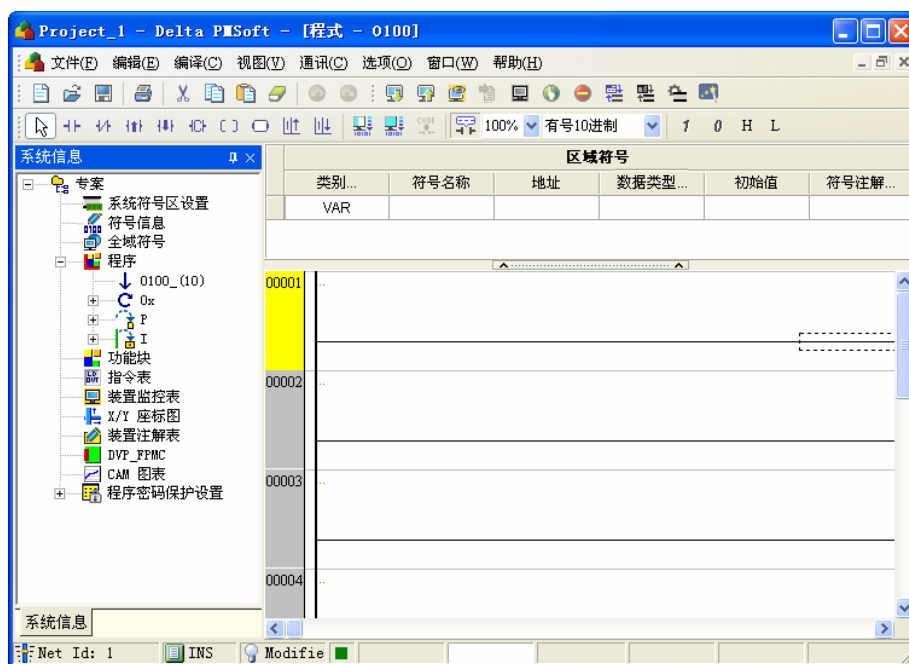 Project_1 - Delta PMSoft - [程式 - O100]
文件(F) 编辑(E) 编译(C) 视图(V) 通讯(C) 选项(O) 窗口(W) 帮助(H)
100% 有号10进制 1 0 H L
系统信息
专案
系统符号区设置
符号信息
全域符号
程序
O100_(10)
Ox
P
I
功能块
指令表
装置监控表
X/Y 座标图
装置注解表
DVP_FPMC
CAM 图表
程序密码保护设置
系统信息
区域符号
类别... 符号名称 地址 数据类型... 初始值 符号注解...
VAR
00001
00002
00003
00004
Net Id: 1 INS Modifie